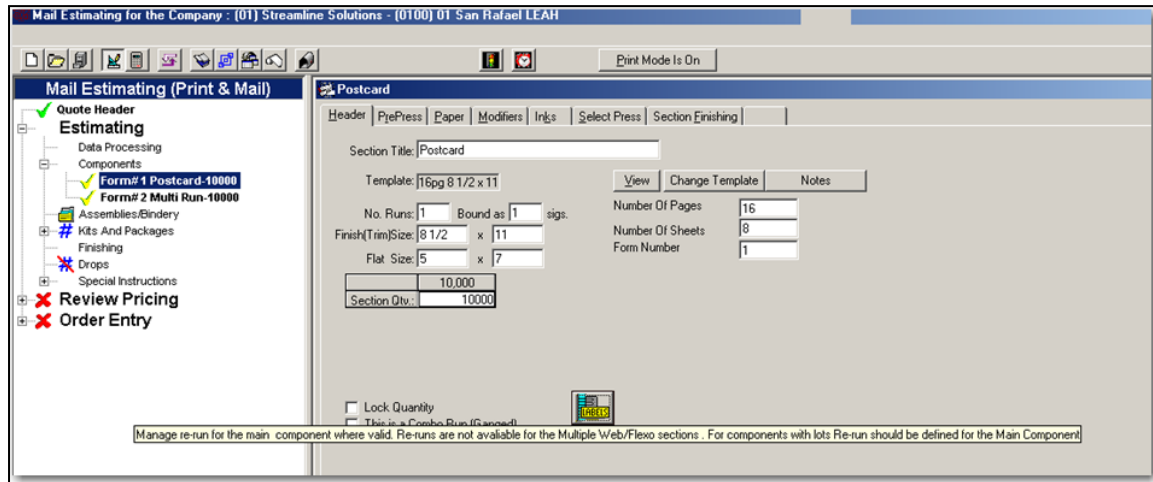 Mail Estimating for the Company : (01) Streamline Solutions - (0100) 01 San Rafael LEAH
Print Mode Is On
Mail Estimating (Print & Mail)
Quote Header
Estimating
Data Processing
Components
Form# 1 Postcard-10000
Form# 2 Multi Run-10000
Assemblies/Bindery
Kits And Packages
Finishing
Drops
Special Instructions
Review Pricing
Order Entry
Postcard
Header PrePress Paper Modifiers Inks Select Press Section Finishing
Section Title: Postcard
Template: 16pg 8 1/2 x 11 View Change Template Notes
No. Runs: 1 Bound as 1 sigs. Number Of Pages 16
Finish(Trim)Size: 8 1/2 x 11 Number Of Sheets 8
Flat Size: 5 x 7 Form Number 1
10,000
Section Qty.: 10000
Lock Quantity
LABELS
This is a Combo Run (Ganged)
Manage re-run for the main component where valid. Re-runs are not avaliable for the Multiple Web/Flexo sections . For components with lots Re-run should be defined for the Main Component